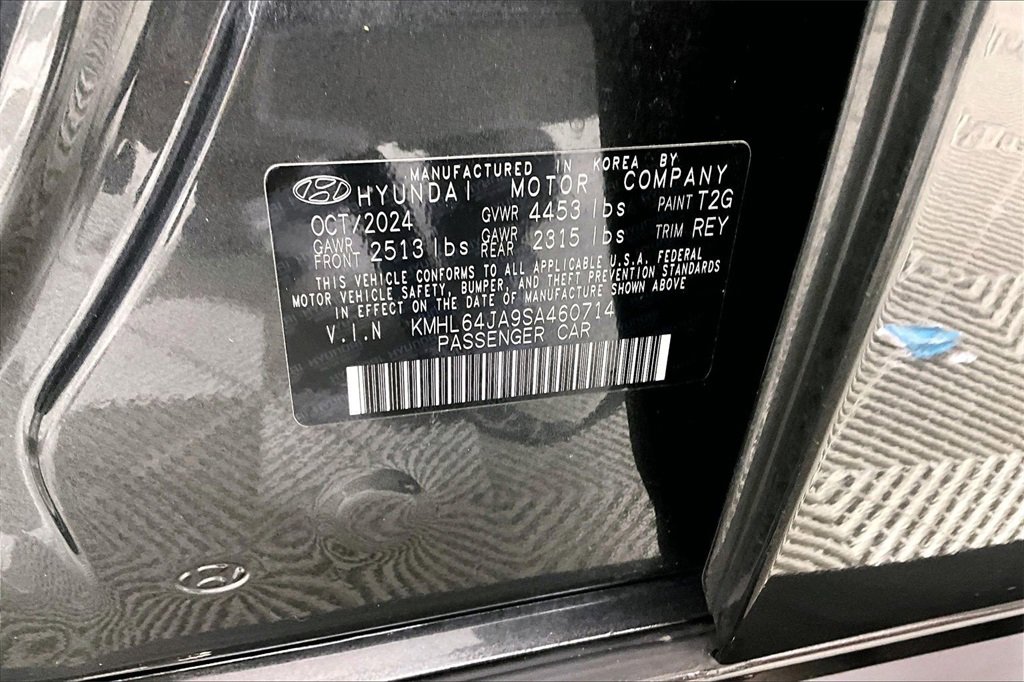 MANUFACTURED IN KOREA BY
HYUNDAI MOTOR COMPANY
OCT/2024 GVWR 4453 lbs PAINT T2G
GAWR FRONT 2513 lbs GAWR REAR 2315 lbs TRIM REY
THIS VEHICLE CONFORMS TO ALL APPLICABLE U.S.A. FEDERAL
MOTOR VEHICLE SAFETY, BUMPER, AND THEFT PREVENTION STANDARDS
IN EFFECT ON THE DATE OF MANUFACTURE SHOWN ABOVE
V.I.N KMHL64JA9SA460714
PASSENGER CAR